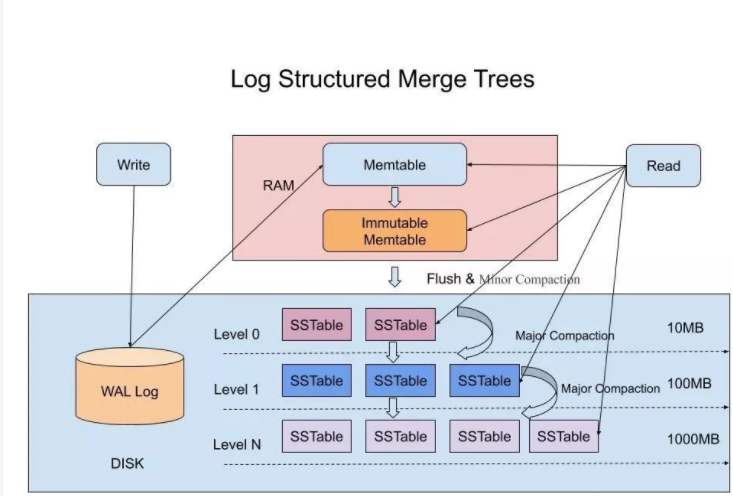 Log Structured Merge Trees
Write
RAM
Memtable
Read
Immutable
Memtable
Flush & Minor Compaction
Level 0
SSTable
SSTable
Major Compaction
10MB
WAL Log
Level 1
SSTable
SSTable
SSTable
Major Compaction
100MB
Level N
SSTable
SSTable
SSTable
SSTable
1000MB
DISK